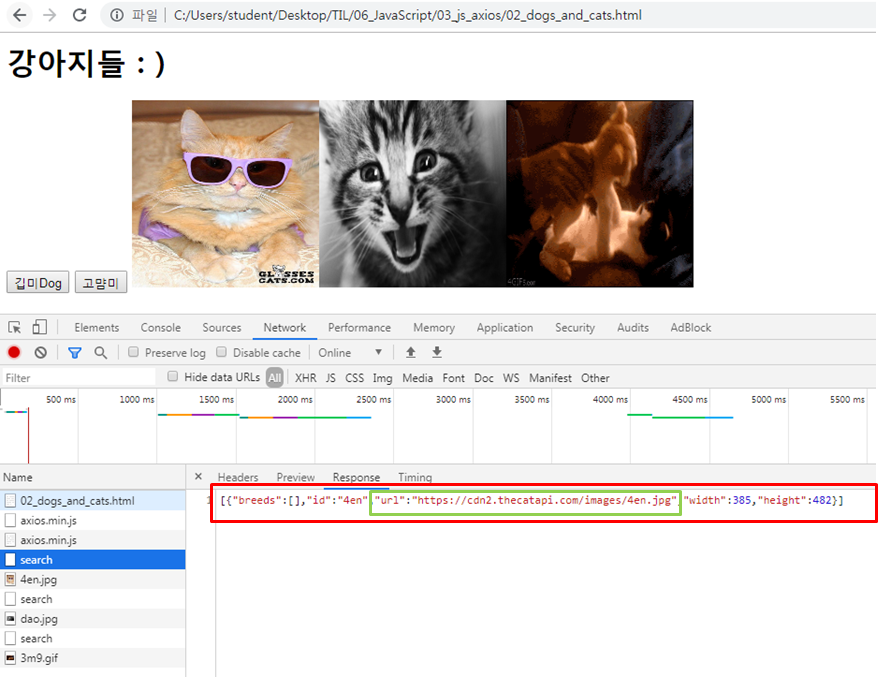 파일 | C:/Users/student/Desktop/TIL/06_JavaScript/03_js_axios/02_dogs_and_cats.html
강아지들 : )
GLASSES
CATS.COM
4GIFs.com
깁미Dog 고먐미
Elements Console Sources Network Performance Memory Application Security Audits AdBlock
Preserve log Disable cache Online
Filter Hide data URLs All XHR JS CSS Img Media Font Doc WS Manifest Other
500 ms 1000 ms 1500 ms 2000 ms 2500 ms 3000 ms 3500 ms 4000 ms 4500 ms 5000 ms 5500 ms
Name Headers Preview Response Timing
1 [{"breeds":[],"id":"4en","url":"https://cdn2.thecatapi.com/images/4en.jpg","width":385,"height":482}]
02_dogs_and_cats.html
axios.min.js
axios.min.js
search
4en.jpg
search
dao.jpg
search
3m9.gif